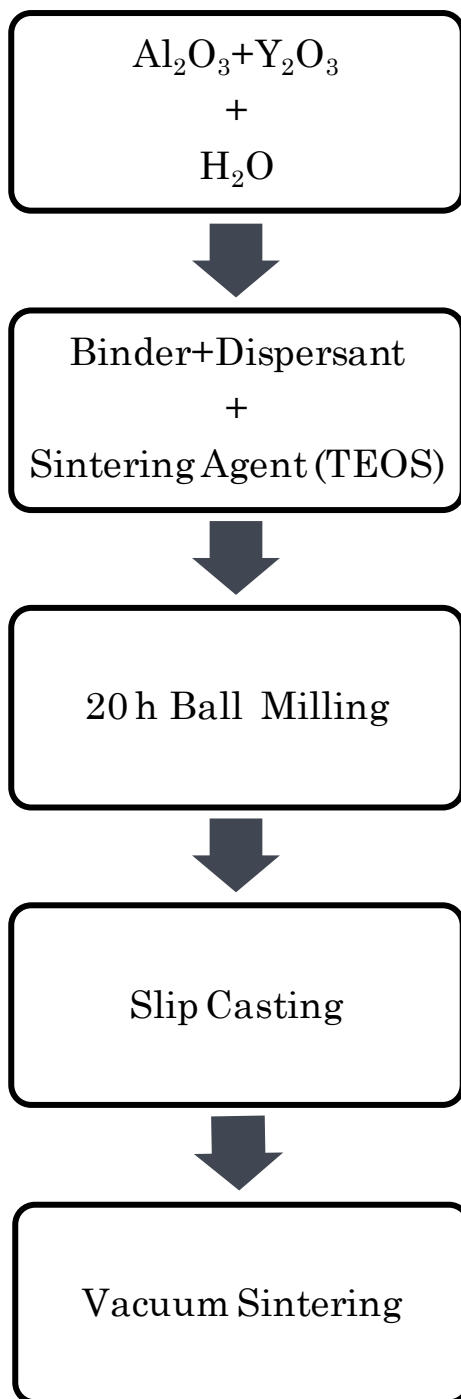 Al₂O₃+Y₂O₃
+
H₂O
Binder+Dispersant
+
Sintering Agent (TEOS)
20 h Ball Milling
Slip Casting
Vacuum Sintering